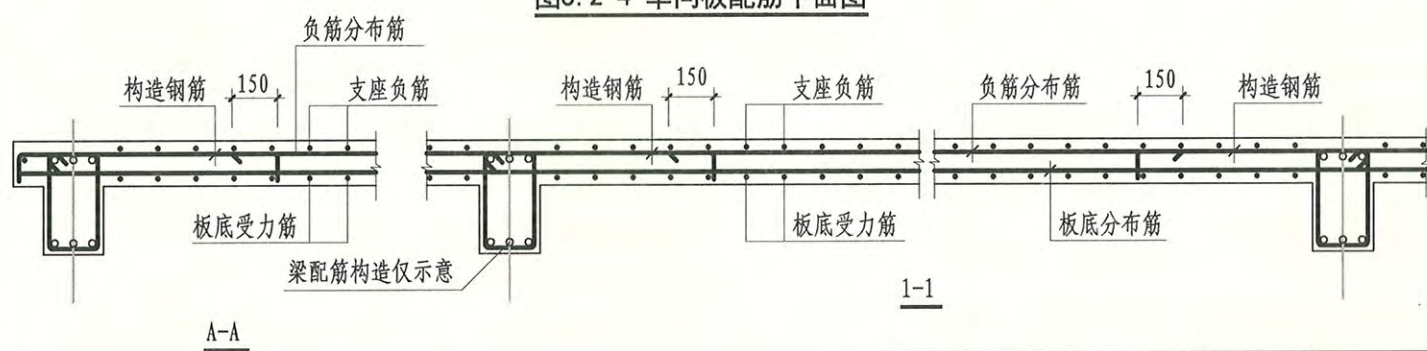 负筋分布筋
构造钢筋 150 支座负筋 构造钢筋 150 支座负筋 负筋分布筋 150 构造钢筋
板底受力筋 板底受力筋 板底分布筋
梁配筋构造仅示意
1-1
A-A